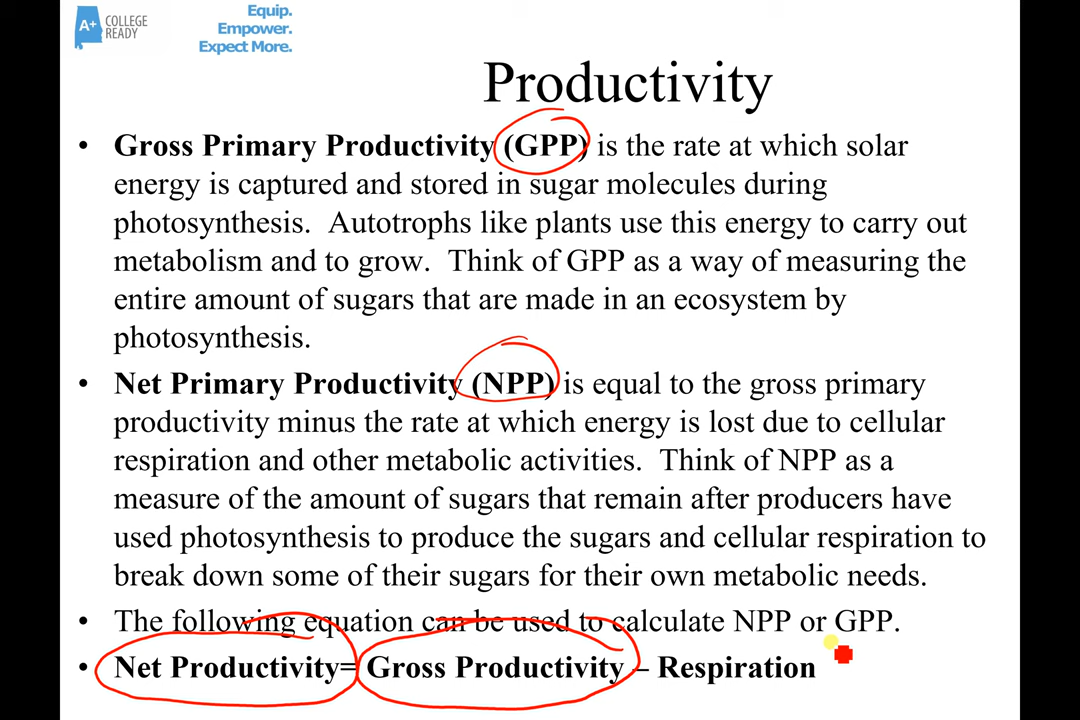 A+ COLLEGE
READY
Equip.
Empower.
Expect More.
Productivity
• Gross Primary Productivity (GPP) is the rate at which solar
energy is captured and stored in sugar molecules during
photosynthesis. Autotrophs like plants use this energy to carry out
metabolism and to grow. Think of GPP as a way of measuring the
entire amount of sugars that are made in an ecosystem by
photosynthesis.
• Net Primary Productivity (NPP) is equal to the gross primary
productivity minus the rate at which energy is lost due to cellular
respiration and other metabolic activities. Think of NPP as a
measure of the amount of sugars that remain after producers have
used photosynthesis to produce the sugars and cellular respiration to
break down some of their sugars for their own metabolic needs.
• The following equation can be used to calculate NPP or GPP.
• Net Productivity= Gross Productivity – Respiration